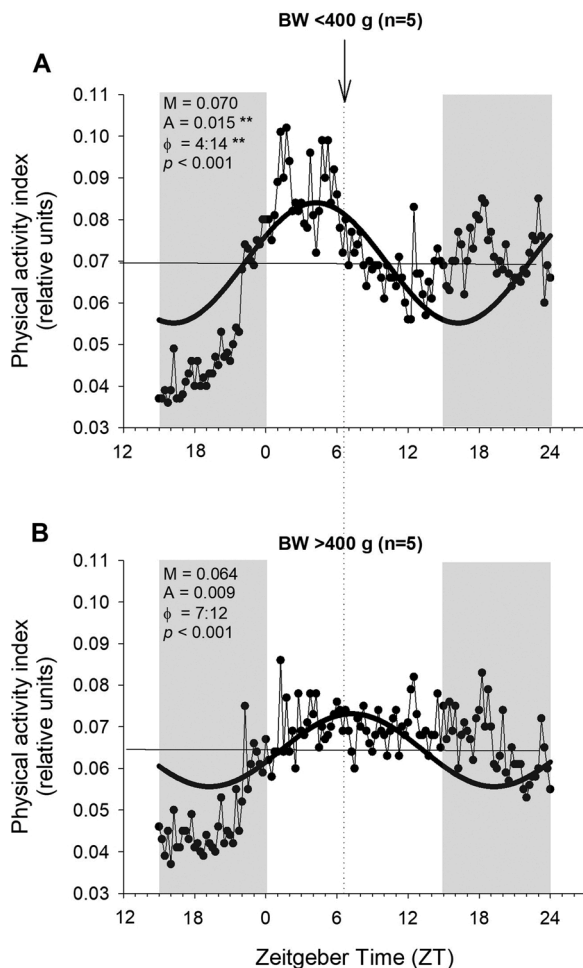 BW <400 g (n=5)
A
M = 0.070
A = 0.015 **
ϕ = 4:14 **
p < 0.001
Physical activity index
(relative units)
0.11
0.10
0.09
0.08
0.07
0.06
0.05
0.04
0.03
12 18 0 6 12 18 24
B
BW >400 g (n=5)
M = 0.064
A = 0.009
ϕ = 7:12
p < 0.001
Physical activity index
(relative units)
0.11
0.10
0.09
0.08
0.07
0.06
0.05
0.04
0.03
12 18 0 6 12 18 24
Zeitgeber Time (ZT)